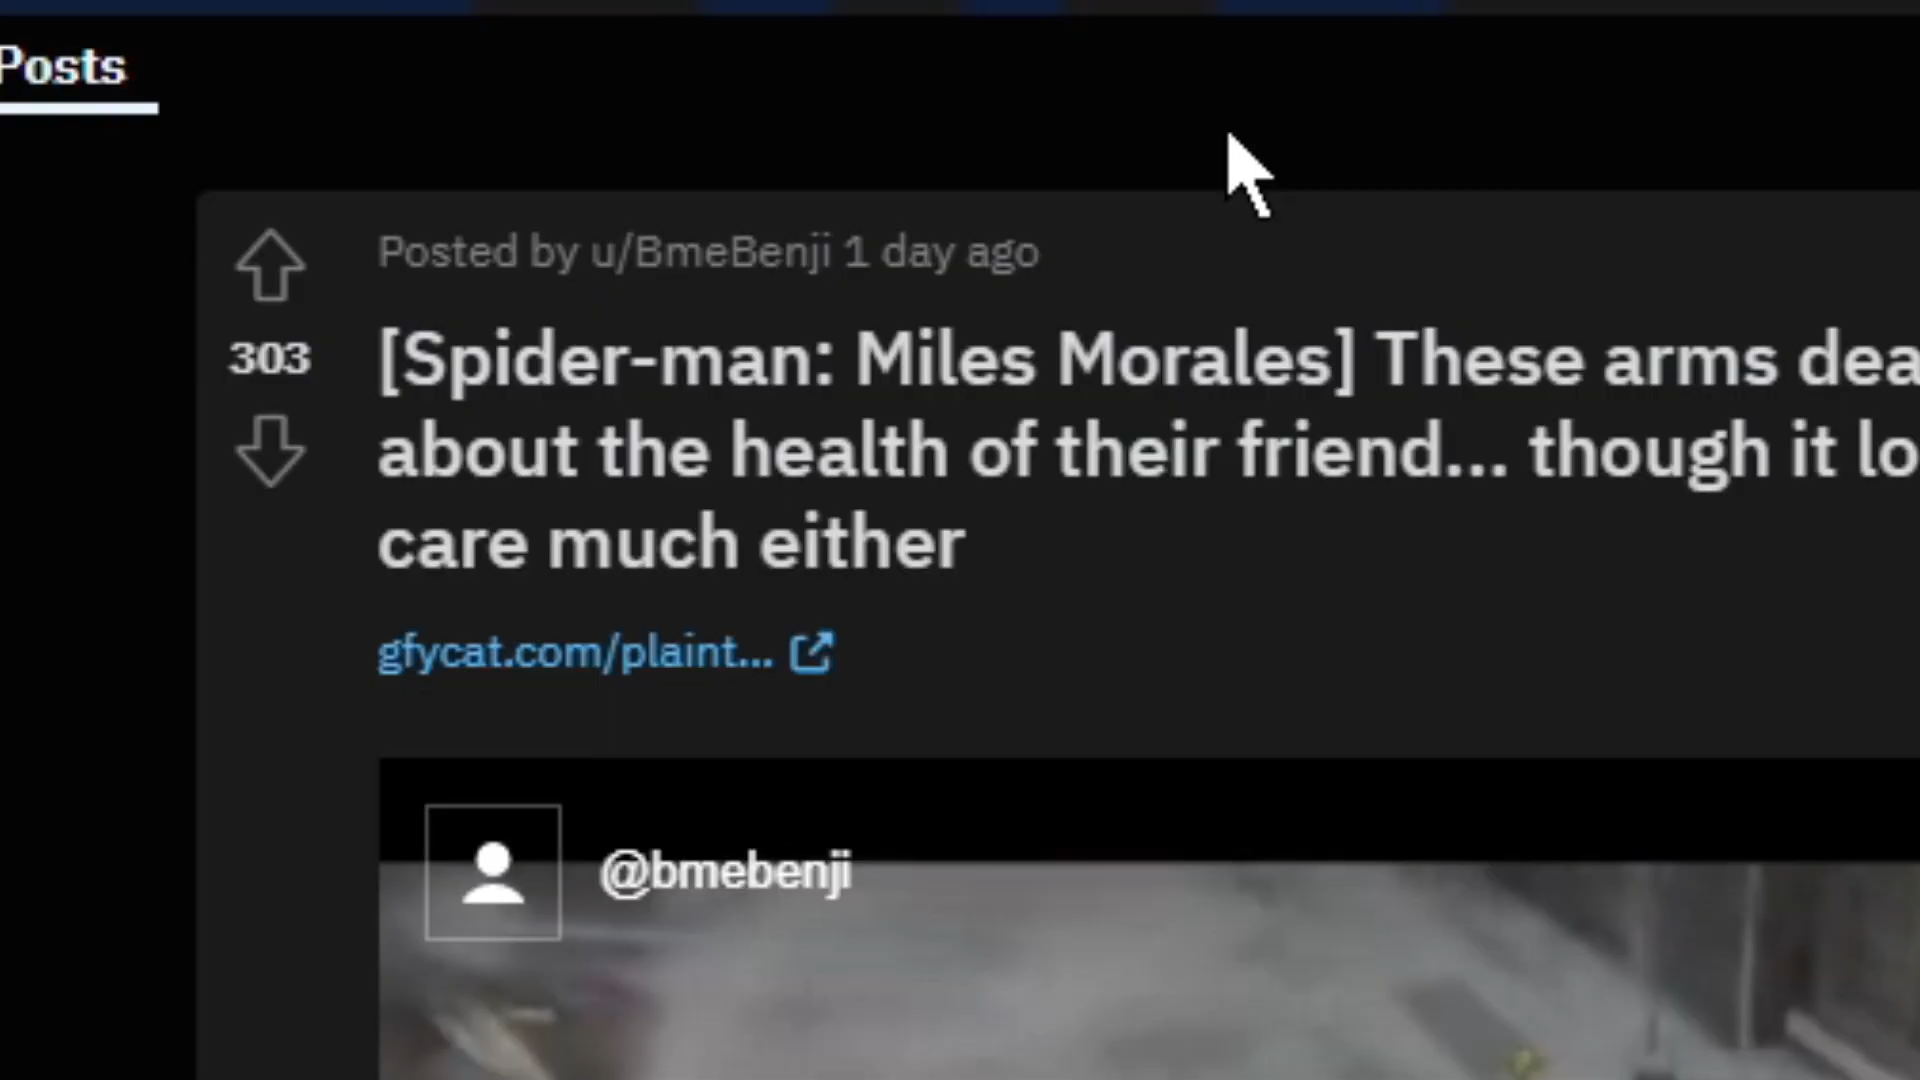 Posts
Posted by u/BmeBenji 1 day ago
303
[Spider-man: Miles Morales] These arms dea
about the health of their friend... though it lo
care much either
gfycat.com/plaint...
@bmebenji